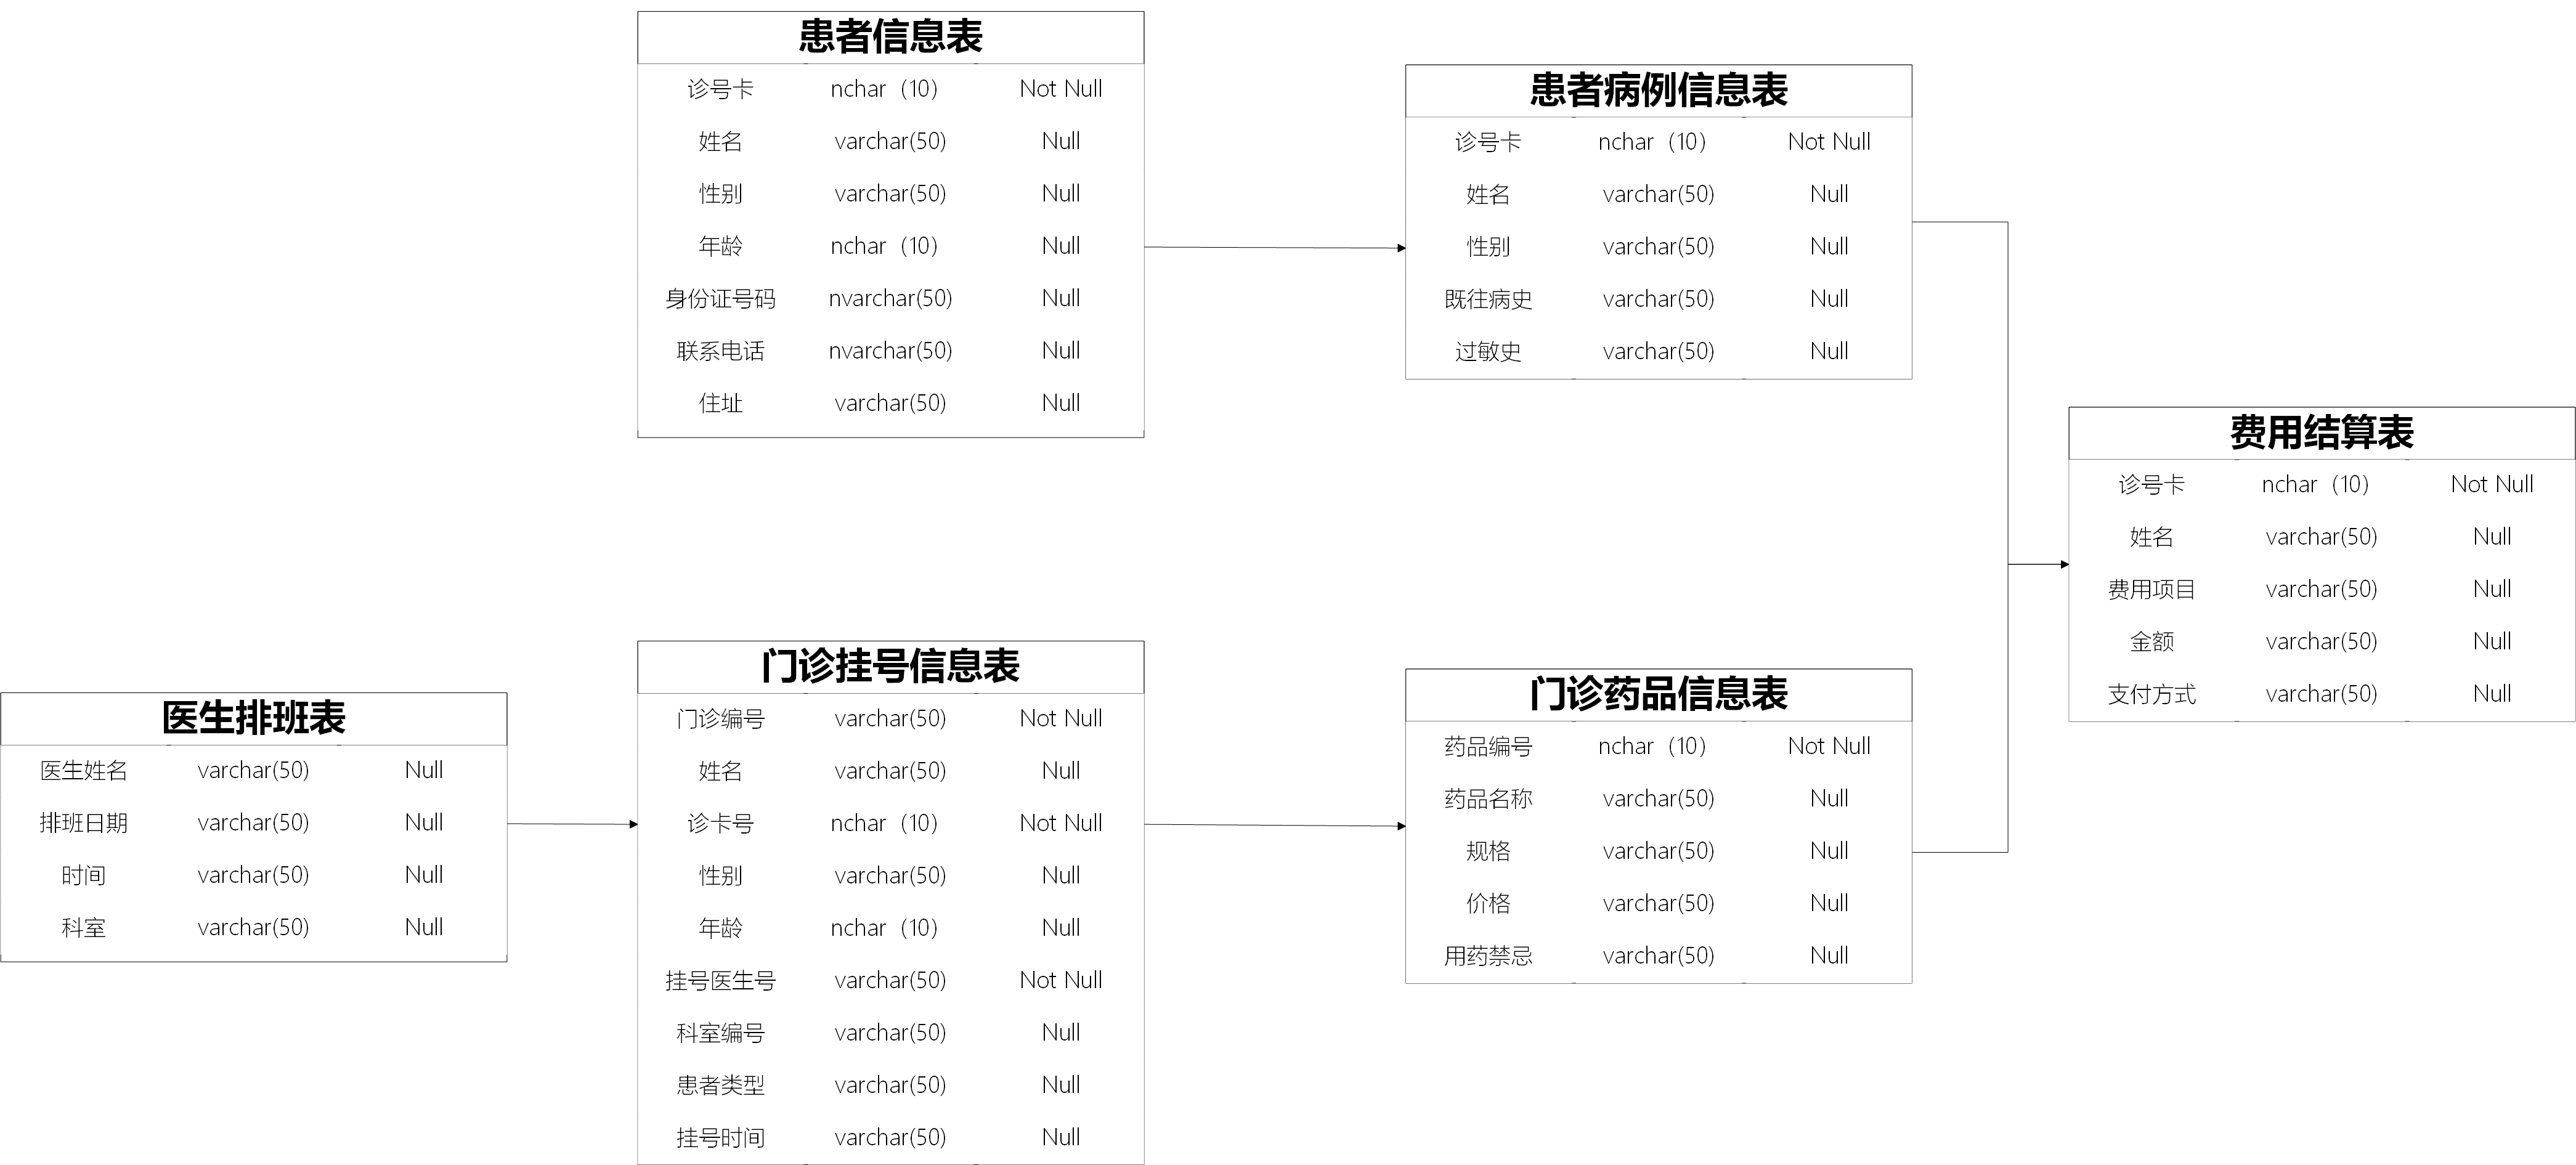 患者信息表
诊号卡 nchar（10） Not Null
姓名 varchar(50) Null
性别 varchar(50) Null
年龄 nchar（10） Null
身份证号码 nvarchar(50) Null
联系电话 nvarchar(50) Null
住址 varchar(50) Null
患者病例信息表
诊号卡 nchar（10） Not Null
姓名 varchar(50) Null
性别 varchar(50) Null
既往病史 varchar(50) Null
过敏史 varchar(50) Null
费用结算表
诊号卡 nchar（10） Not Null
姓名 varchar(50) Null
费用项目 varchar(50) Null
金额 varchar(50) Null
支付方式 varchar(50) Null
医生排班表
医生姓名 varchar(50) Null
排班日期 varchar(50) Null
时间 varchar(50) Null
科室 varchar(50) Null
门诊挂号信息表
门诊编号 varchar(50) Not Null
姓名 varchar(50) Null
诊卡号 nchar（10） Not Null
性别 varchar(50) Null
年龄 nchar（10） Null
挂号医生号 varchar(50) Not Null
科室编号 varchar(50) Null
患者类型 varchar(50) Null
挂号时间 varchar(50) Null
门诊药品信息表
药品编号 nchar（10） Not Null
药品名称 varchar(50) Null
规格 varchar(50) Null
价格 varchar(50) Null
用药禁忌 varchar(50) Null